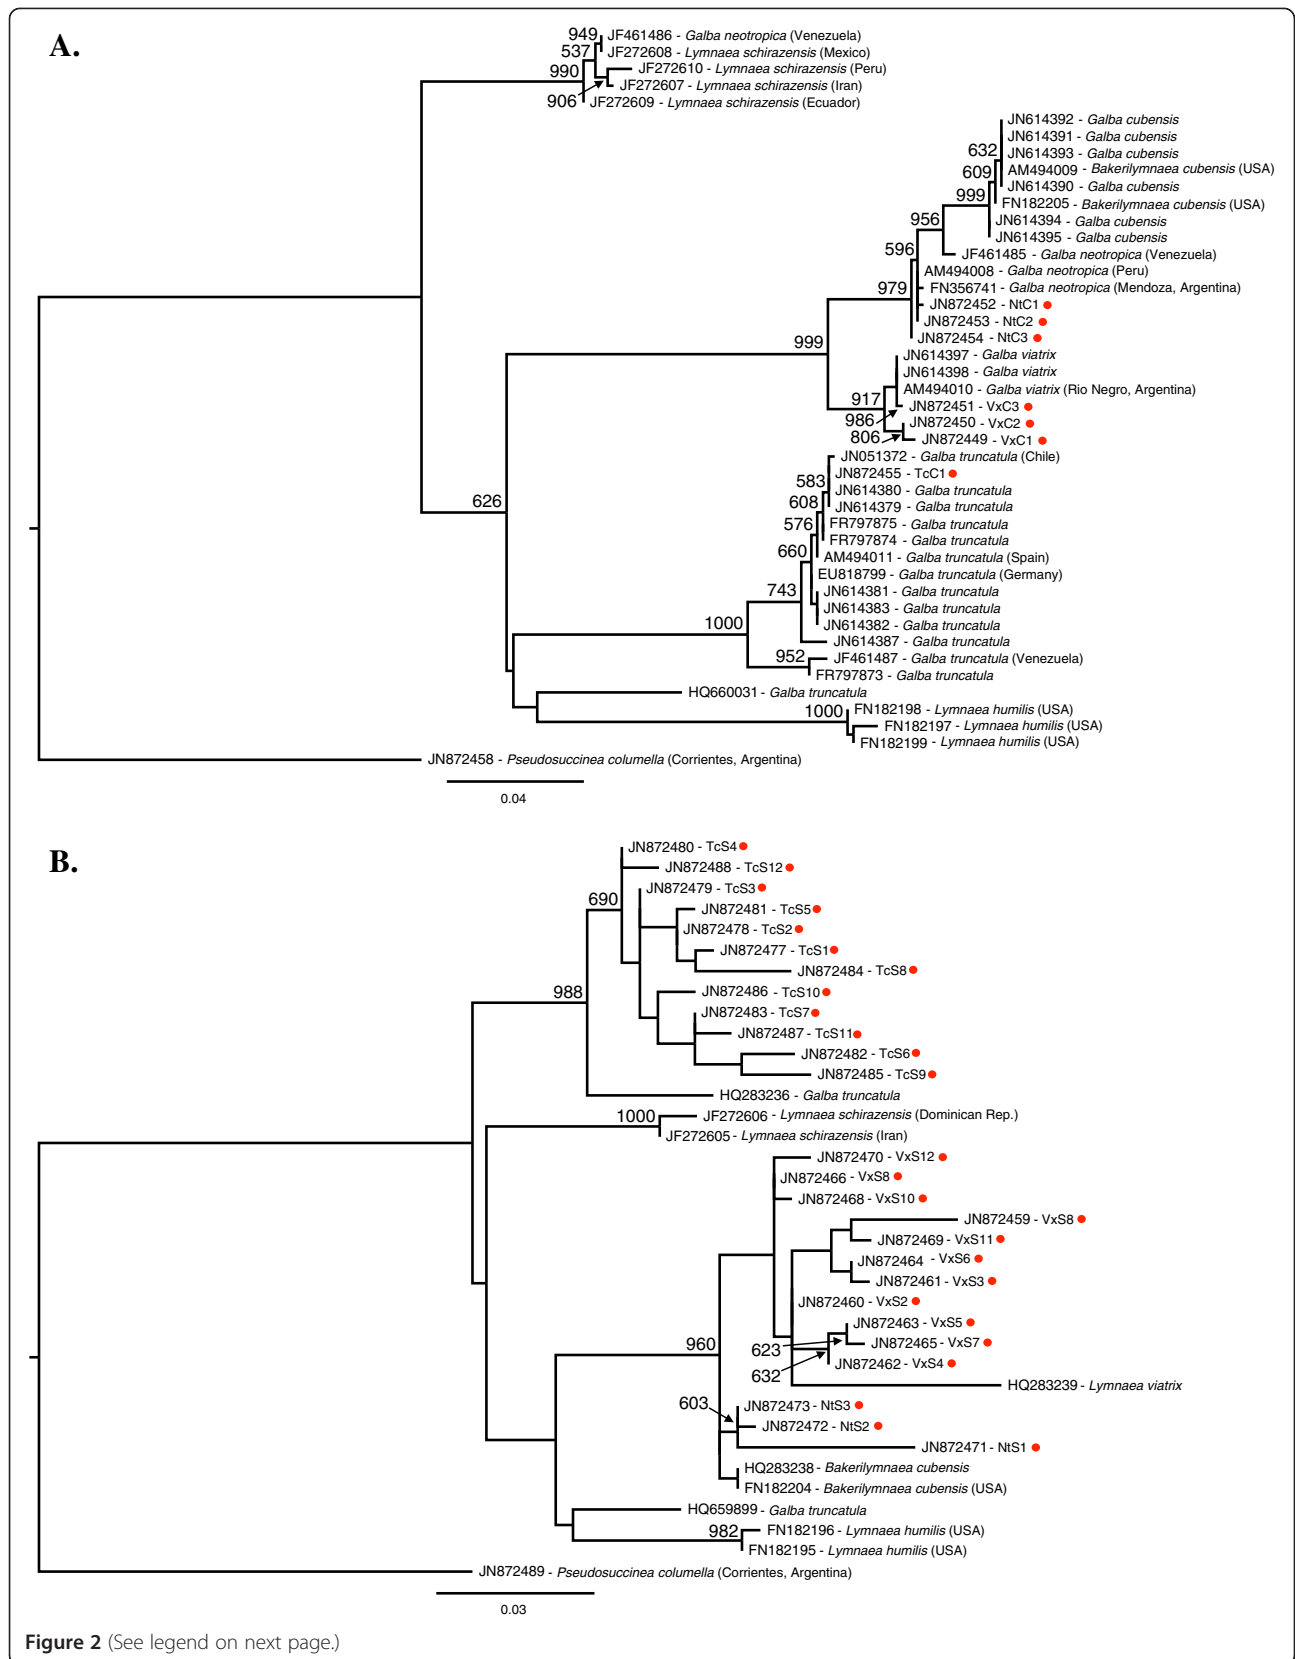 A.
949
JF461486 - Galba neotropica (Venezuela)
537
JF272608 - Lymnaea schirazensis (Mexico)
990
JF272610 - Lymnaea schirazensis (Peru)
JF272607 - Lymnaea schirazensis (Iran)
906
JF272609 - Lymnaea schirazensis (Ecuador)
JN614392 - Galba cubensis
JN614391 - Galba cubensis
632
JN614393 - Galba cubensis
AM494009 - Bakerilymnaea cubensis (USA)
609
JN614390 - Galba cubensis
999
FN182205 - Bakerilymnaea cubensis (USA)
956
JN614394 - Galba cubensis
JN614395 - Galba cubensis
596
JF461485 - Galba neotropica (Venezuela)
AM494008 - Galba neotropica (Peru)
979
FN356741 - Galba neotropica (Mendoza, Argentina)
JN872452 - NtC1
JN872453 - NtC2
JN872454 - NtC3
999
JN614397 - Galba viatrix
JN614398 - Galba viatrix
AM494010 - Galba viatrix (Rio Negro, Argentina)
917
JN872451 - VxC3
986
JN872450 - VxC2
806
JN872449 - VxC1
JN051372 - Galba truncatula (Chile)
JN872455 - TcC1
583
JN614380 - Galba truncatula
608
JN614379 - Galba truncatula
626
576
FR797875 - Galba truncatula
FR797874 - Galba truncatula
660
AM494011 - Galba truncatula (Spain)
EU818799 - Galba truncatula (Germany)
743
JN614381 - Galba truncatula
JN614383 - Galba truncatula
1000
JN614382 - Galba truncatula
JN614387 - Galba truncatula
952
JF461487 - Galba truncatula (Venezuela)
FR797873 - Galba truncatula
HQ660031 - Galba truncatula
1000
FN182198 - Lymnaea humilis (USA)
FN182197 - Lymnaea humilis (USA)
FN182199 - Lymnaea humilis (USA)
JN872458 - Pseudosuccinea columella (Corrientes, Argentina)
0.04
B.
JN872480 - TcS4
JN872488 - TcS12
JN872479 - TcS3
690
JN872481 - TcS5
JN872478 - TcS2
JN872477 - TcS1
JN872484 - TcS8
988
JN872486 - TcS10
JN872483 - TcS7
JN872487 - TcS11
JN872482 - TcS6
JN872485 - TcS9
HQ283236 - Galba truncatula
1000
JF272606 - Lymnaea schirazensis (Dominican Rep.)
JF272605 - Lymnaea schirazensis (Iran)
JN872470 - VxS12
JN872466 - VxS8
JN872468 - VxS10
JN872459 - VxS8
JN872469 - VxS11
JN872464 - VxS6
JN872461 - VxS3
JN872460 - VxS2
JN872463 - VxS5
960
623
JN872465 - VxS7
JN872462 - VxS4
632
HQ283239 - Lymnaea viatrix
603
JN872473 - NtS3
JN872472 - NtS2
JN872471 - NtS1
HQ283238 - Bakerilymnaea cubensis
FN182204 - Bakerilymnaea cubensis (USA)
HQ659899 - Galba truncatula
982
FN182196 - Lymnaea humilis (USA)
FN182195 - Lymnaea humilis (USA)
JN872489 - Pseudosuccinea columella (Corrientes, Argentina)
0.03
Figure 2 (See legend on next page.)